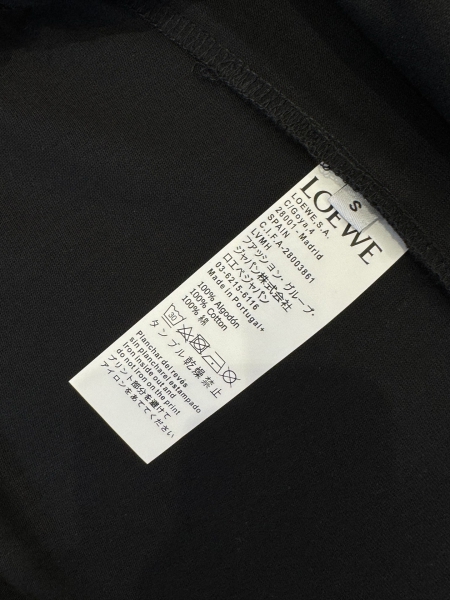 S
LOEWE
LOEWE,S.A.
C/Goya,4
28001-Madrid
SPAIN
C.I.F.A-28003861
LVMH
ファッション・グループ・
ジャパン株式会社
ロエベジャパン
03-6215-6116
Made in Portugal+
100% Algodón
100% Cotton
100% 綿
30
タンブル乾燥禁止
Planchar del revés
sin planchar el estampado
Iron inside out and
do not iron on the print
プリント部分を避けて
アイロンをあててください